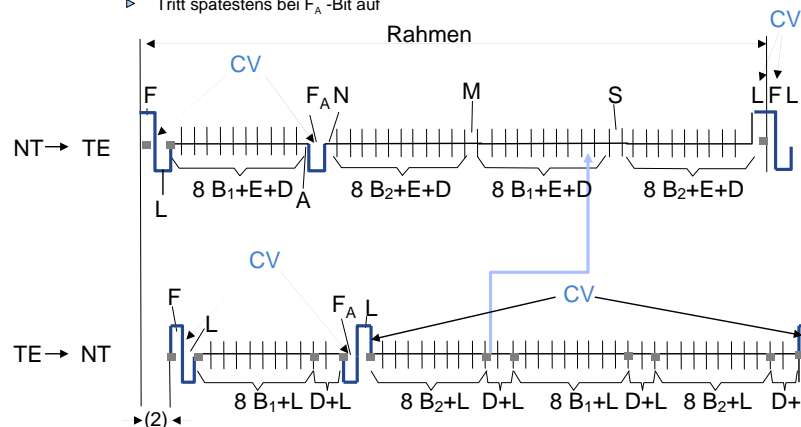 Tritt spätestens bei F_A -Bit auf
Rahmen
CV
CV
F
F_A N
M
S
L F L
NT → TE
L
8 B₁+E+D
A
8 B₂+E+D
8 B₁+E+D
8 B₂+E+D
CV
CV
F
L
F_A
L
TE → NT
8 B₁+L
D+L
8 B₂+L
D+L
8 B₁+L
D+L
8 B₂+L
D+
(2)